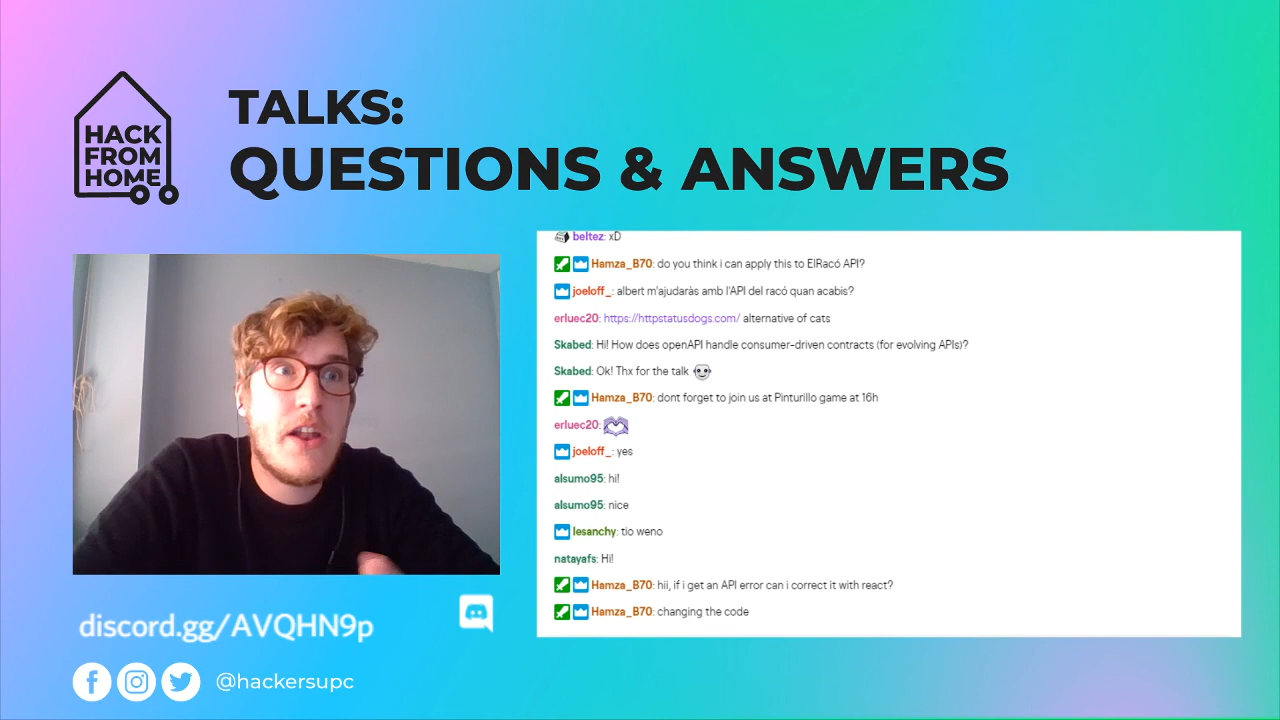 HACK
FROM
HOME
TALKS:
QUESTIONS & ANSWERS
beltez: xD
Hamza_B70: do you think i can apply this to ElRacó API?
joeloff_: albert m'ajudaràs amb l'API del racó quan acabis?
erluec20: https://httpstatusdogs.com/ alternative of cats
Skabed: Hi! How does openAPI handle consumer-driven contracts (for evolving APIs)?
Skabed: Ok! Thx for the talk
Hamza_B70: dont forget to join us at Pinturillo game at 16h
erluec20:
joeloff_: yes
alsumo95: hi!
alsumo95: nice
lesanchy: tio weno
natayafs: Hi!
Hamza_B70: hii, if i get an API error can i correct it with react?
Hamza_B70: changing the code
discord.gg/AVQHN9p
@hackersupc